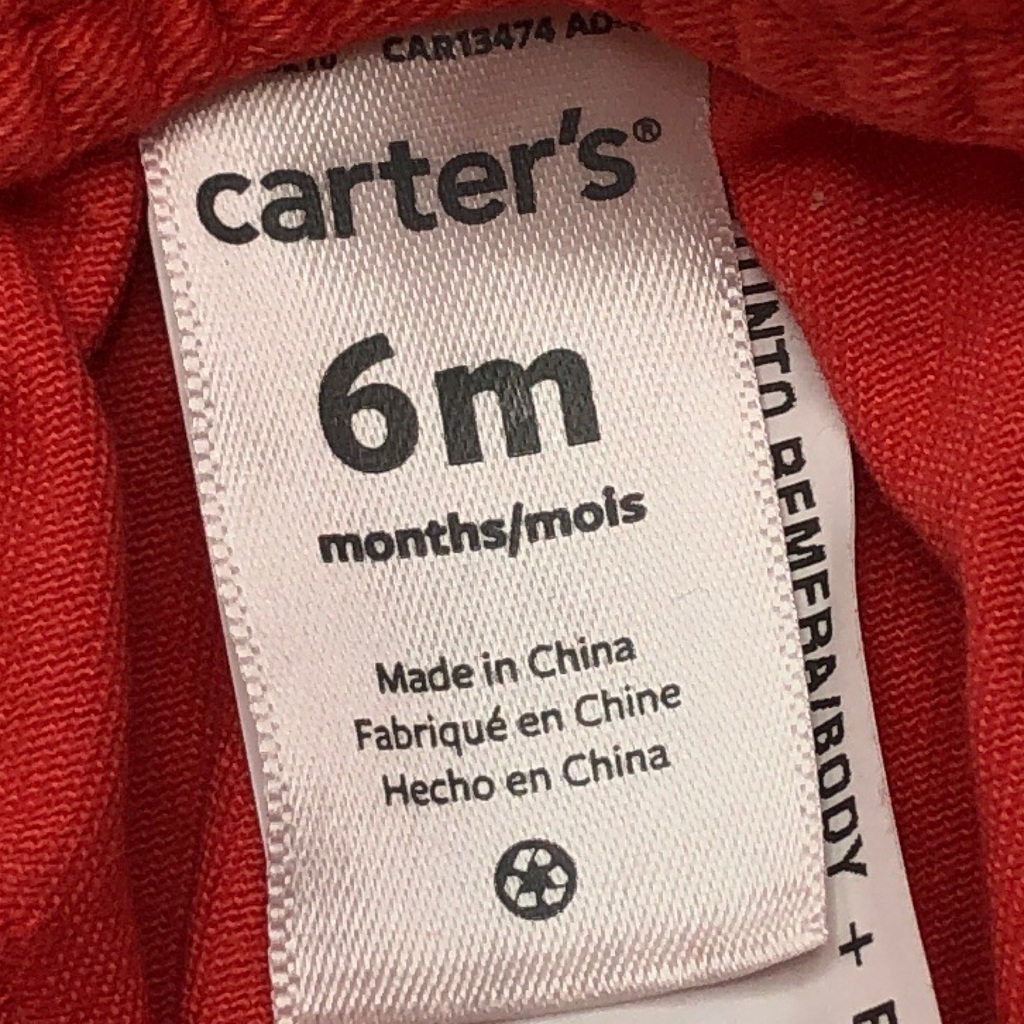 CAR13474
carter's®
6m
months/mois
Made in China
Fabriqué en Chine
Hecho en China
REMERA/BODY +